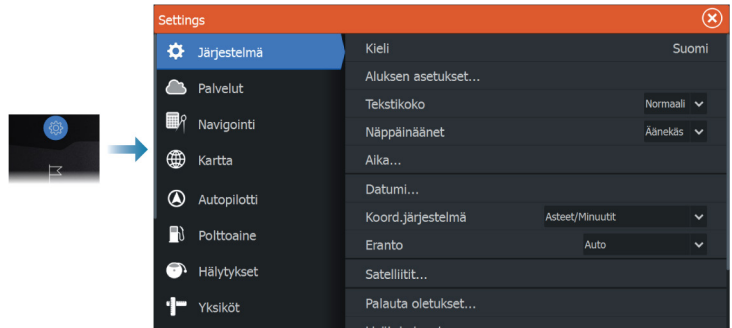 Settings
Järjestelmä
Palvelut
Navigointi
Kartta
Autopilotti
Polttoaine
Hälytykset
Yksiköt
Kieli Suomi
Aluksen asetukset...
Tekstikoko Normaali
Näppäinäänet Äänekäs
Aika...
Datumi...
Koord.järjestelmä Asteet/Minuutit
Eranto Auto
Satelliitit...
Palauta oletukset...